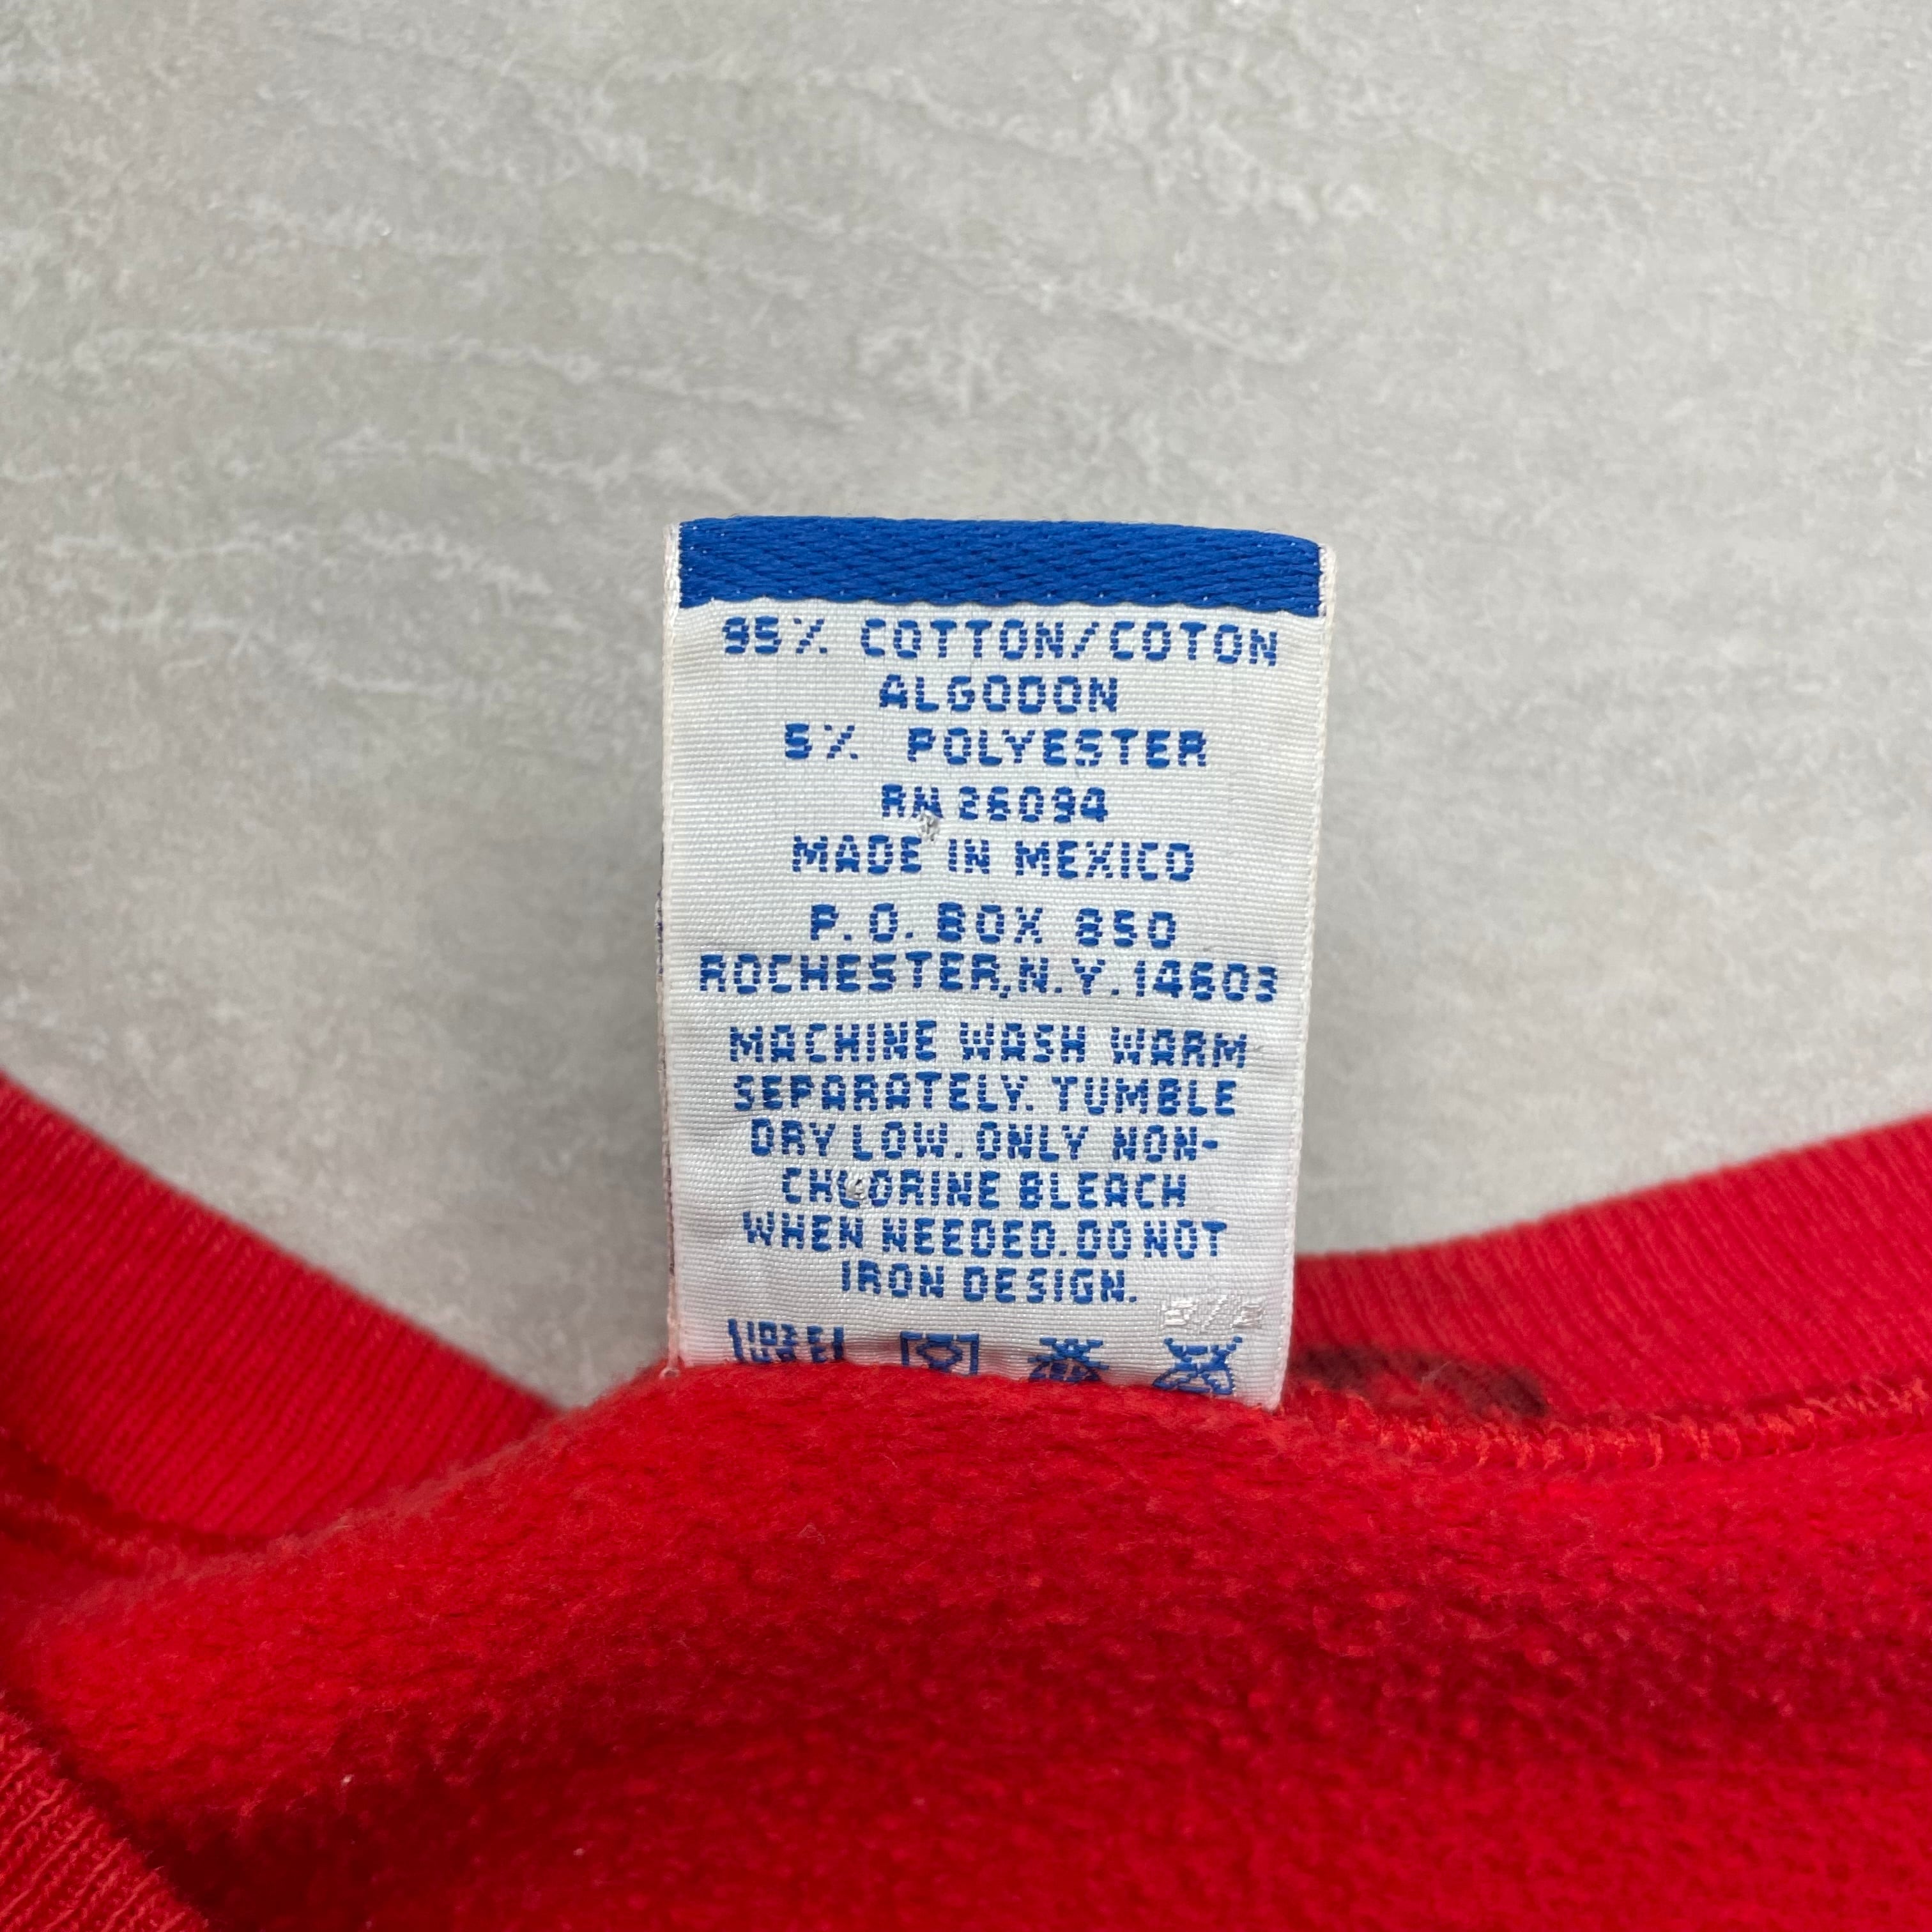 95% COTTON/COTON
ALGODON
5% POLYESTER
RN 26094
MADE IN MEXICO
P.O. BOX 850
ROCHESTER,N.Y.14603
MACHINE WASH WARM
SEPARATELY. TUMBLE
DRY LOW. ONLY NON-
CHLORINE BLEACH
WHEN NEEDED. DO NOT
IRON DESIGN.